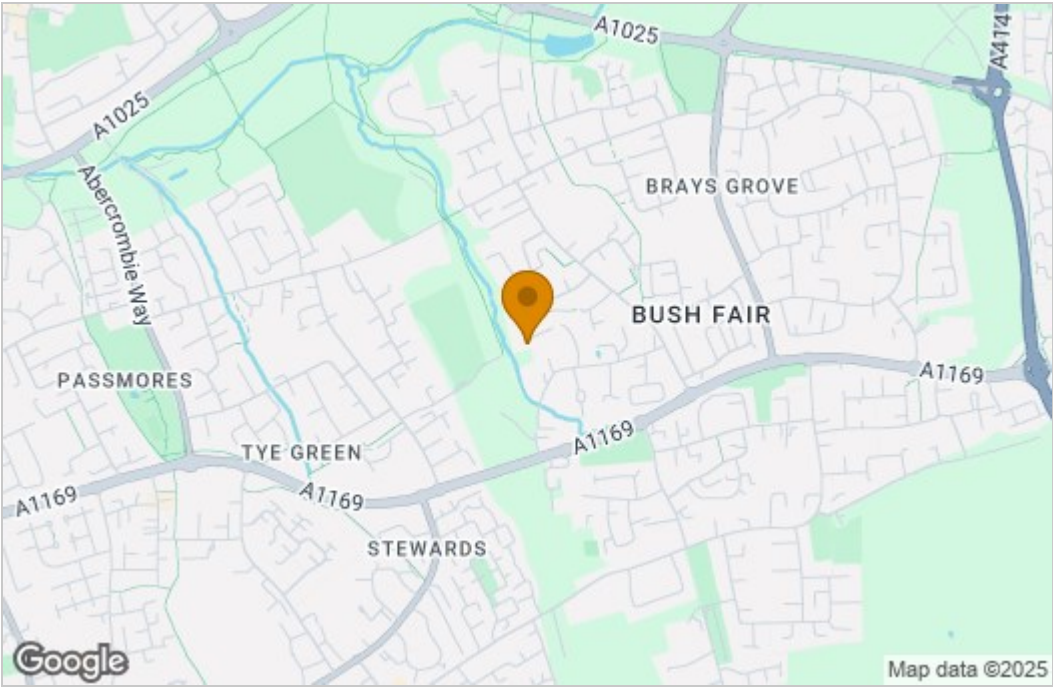 A1025
A414
A1025
Abercrombie Way
BRAYS GROVE
BUSH FAIR
PASSMORES
A1169
TYE GREEN
A1169
A1169
A1169
STEWARDS
Google
Map data ©2025